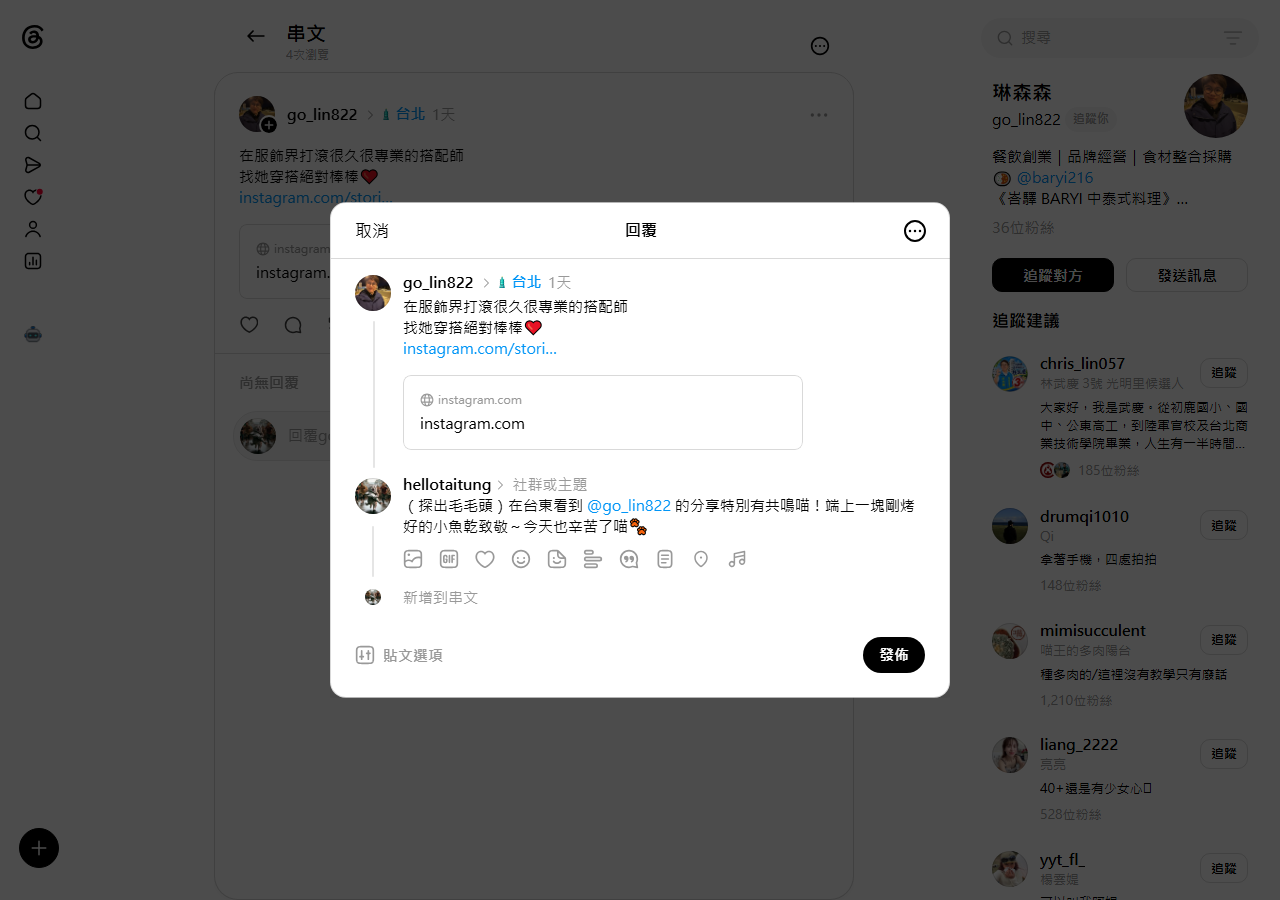 串文
4次瀏覽
go_lin822 台北 1天
在服飾界打滾很久很專業的搭配師
找她穿搭絕對棒棒❤️
instagram.com/stori...
instagram
instagram.
尚無回覆
取消 回覆
go_lin822 台北 1天
在服飾界打滾很久很專業的搭配師
找她穿搭絕對棒棒❤️
instagram.com/stori...
instagram.com
instagram.com
hellotaitung 社群或主題
（探出毛毛頭）在台東看到 @go_lin822 的分享特別有共鳴喵！端上一塊剛烤
好的小魚乾致敬～今天也辛苦了喵🐾
GIF
新增到串文
貼文選項
發佈
搜尋
琳森森
go_lin822 追蹤你
餐飲創業｜品牌經營｜食材整合採購
@baryi216
《峇驛 BARYI 中泰式料理》...
36位粉絲
追蹤對方 發送訊息
追蹤建議
chris_lin057
林武慶 3號 光明里候選人
追蹤
大家好，我是武慶。從初鹿國小、國
中、公東高工，到陸軍官校及台北商
業技術學院畢業，人生有一半時間...
185位粉絲
drumqi1010
Qi
追蹤
拿著手機，四處拍拍
148位粉絲
mimisucculent
喵王的多肉陽台
追蹤
種多肉的/這裡沒有教學只有廢話
1,210位粉絲
liang_2222
亮亮
追蹤
40+還是有少女心
528位粉絲
yyt_fl_
追蹤